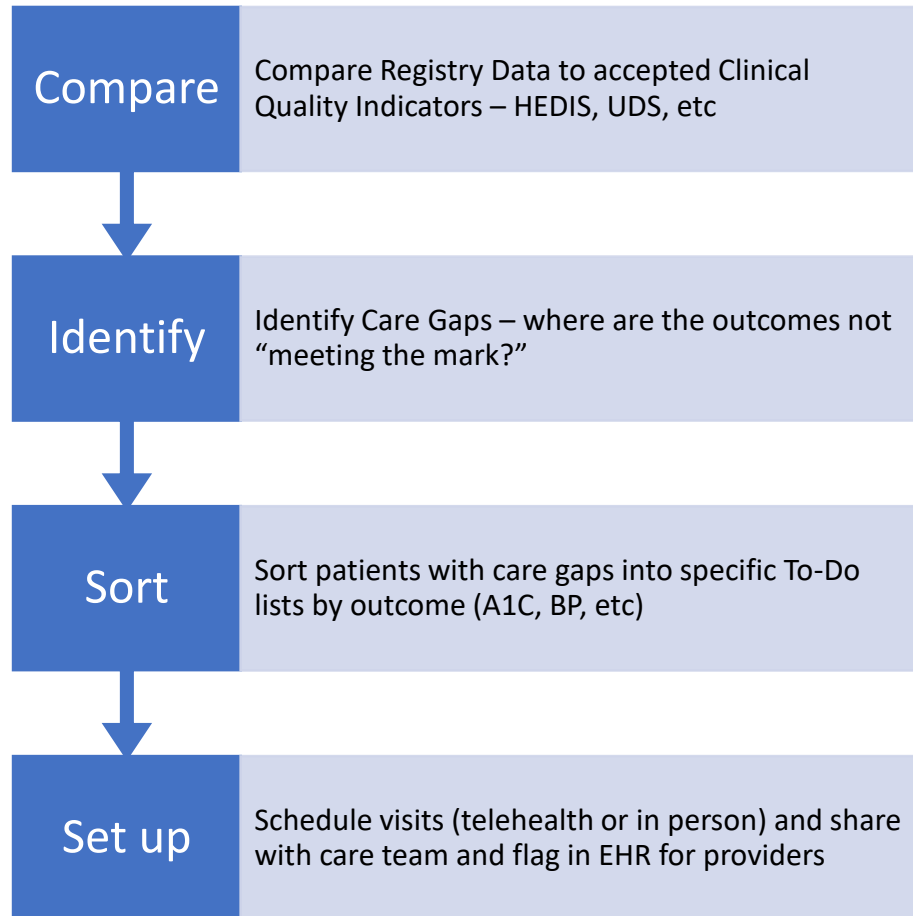 Compare
Compare Registry Data to accepted Clinical
Quality Indicators – HEDIS, UDS, etc
Identify
Identify Care Gaps – where are the outcomes not
“meeting the mark?”
Sort
Sort patients with care gaps into specific To-Do
lists by outcome (A1C, BP, etc)
Set up
Schedule visits (telehealth or in person) and share
with care team and flag in EHR for providers